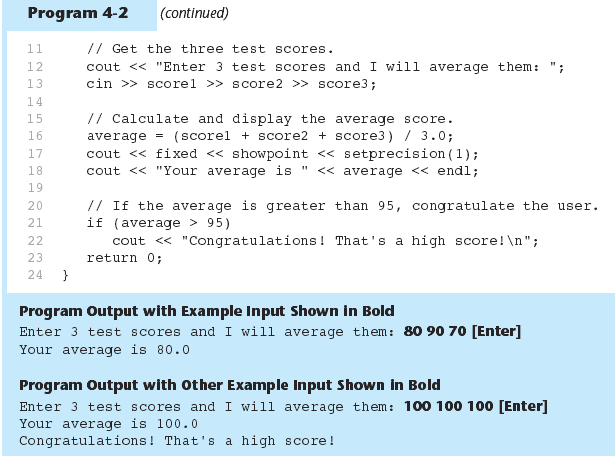 Program 4-2 (continued)
11 // Get the three test scores.
12 cout << "Enter 3 test scores and I will average them: ";
13 cin >> score1 >> score2 >> score3;
14
15 // Calculate and display the average score.
16 average = (score1 + score2 + score3) / 3.0;
17 cout << fixed << showpoint << setprecision(1);
18 cout << "Your average is " << average << endl;
19
20 // If the average is greater than 95, congratulate the user.
21 if (average > 95)
22 cout << "Congratulations! That's a high score!\n";
23 return 0;
24 }
Program Output with Example Input Shown in Bold
Enter 3 test scores and I will average them: 80 90 70 [Enter]
Your average is 80.0
Program Output with Other Example Input Shown in Bold
Enter 3 test scores and I will average them: 100 100 100 [Enter]
Your average is 100.0
Congratulations! That's a high score!